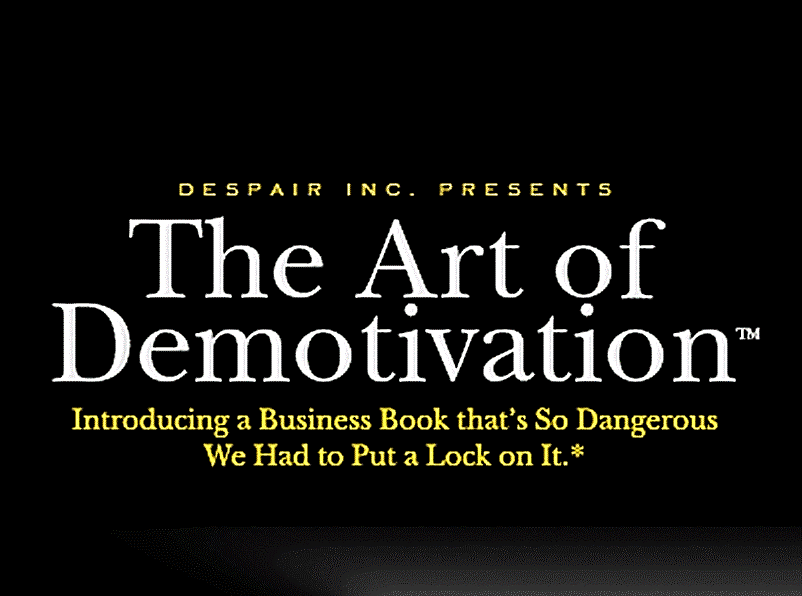 DESPAIR INC. PRESENTS
The Art of
Demotivation™
Introducing a Business Book that's So Dangerous
We Had to Put a Lock on It.*